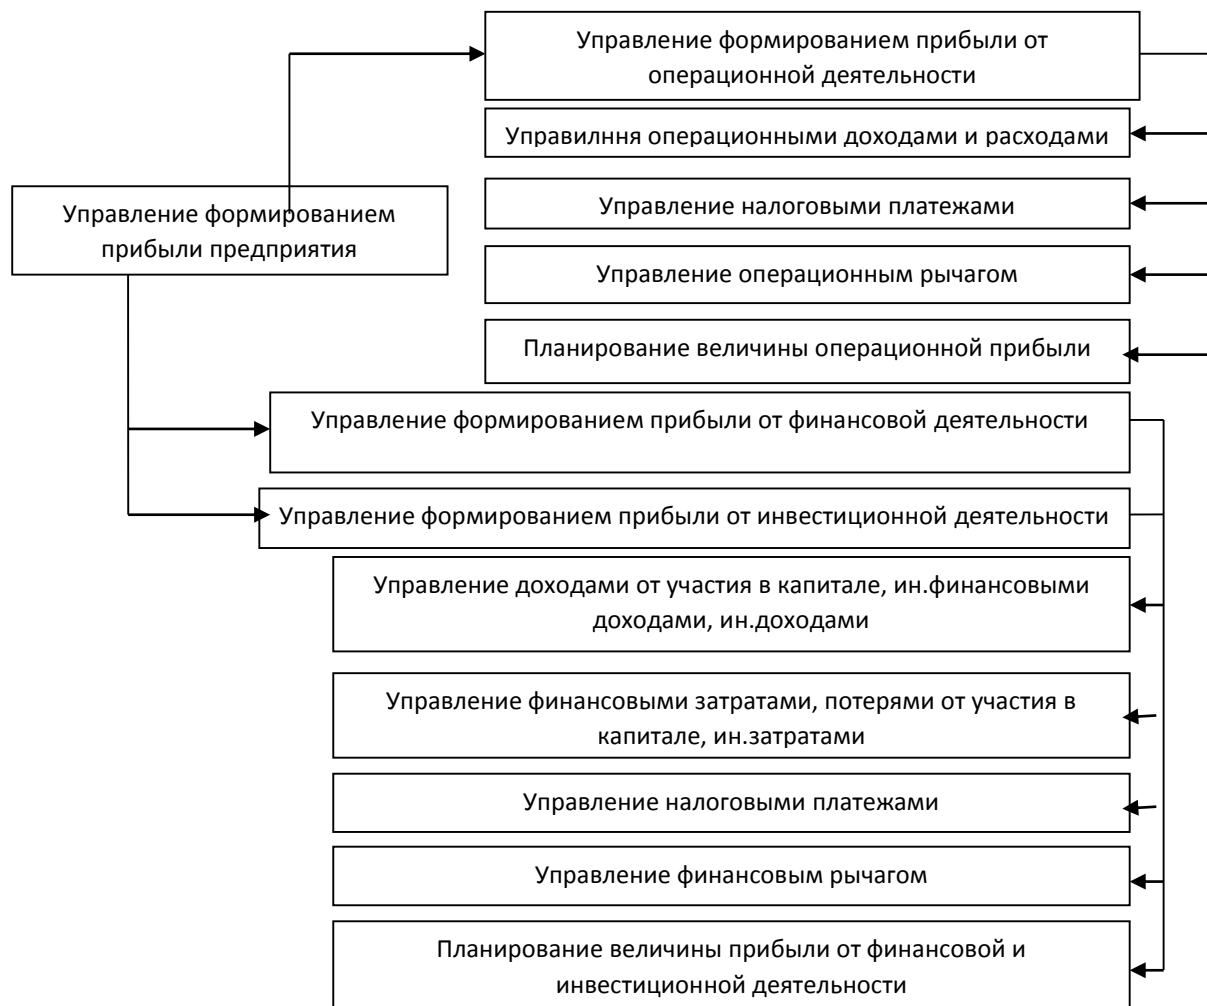 Управление формированием прибыли от
операционной деятельности
Управилння операционными доходами и расходами
Управление формированием
прибыли предприятия
Управление налоговыми платежами
Управление операционным рычагом
Планирование величины операционной прибыли
Управление формированием прибыли от финансовой деятельности
Управление формированием прибыли от инвестиционной деятельности
Управление доходами от участия в капитале, ин.финансовыми
доходами, ин.доходами
Управление финансовыми затратами, потерями от участия в
капитале, ин.затратами
Управление налоговыми платежами
Управление финансовым рычагом
Планирование величины прибыли от финансовой и
инвестиционной деятельности